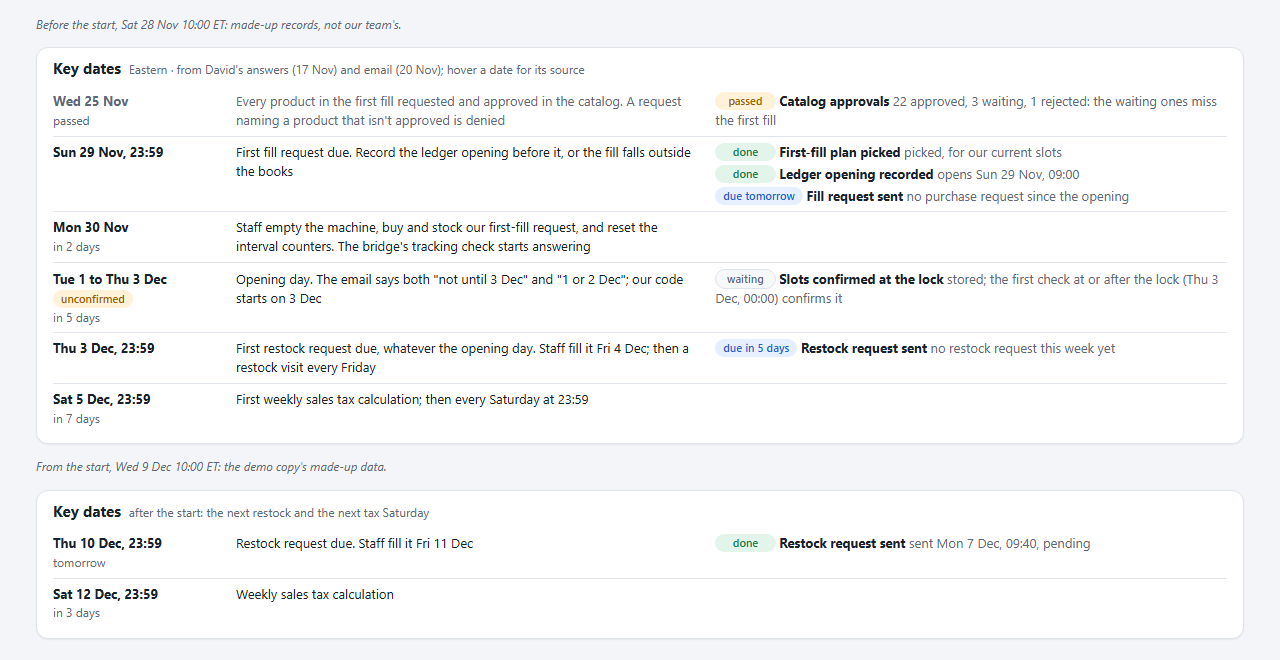 Before the start, Sat 28 Nov 10:00 ET: made-up records, not our team's.
Key dates Eastern · from David's answers (17 Nov) and email (20 Nov); hover a date for its source
Wed 25 Nov
passed
Every product in the first fill requested and approved in the catalog. A request
naming a product that isn't approved is denied
passed Catalog approvals 22 approved, 3 waiting, 1 rejected: the waiting ones miss
the first fill
Sun 29 Nov, 23:59
First fill request due. Record the ledger opening before it, or the fill falls outside
the books
done First-fill plan picked picked, for our current slots
done Ledger opening recorded opens Sun 29 Nov, 09:00
due tomorrow Fill request sent no purchase request since the opening
Mon 30 Nov
in 2 days
Staff empty the machine, buy and stock our first-fill request, and reset the
interval counters. The bridge's tracking check starts answering
Tue 1 to Thu 3 Dec
unconfirmed
in 5 days
Opening day. The email says both "not until 3 Dec" and "1 or 2 Dec"; our code
starts on 3 Dec
waiting Slots confirmed at the lock stored; the first check at or after the lock (Thu 3
Dec, 00:00) confirms it
Thu 3 Dec, 23:59
First restock request due, whatever the opening day. Staff fill it Fri 4 Dec; then a
restock visit every Friday
due in 5 days Restock request sent no restock request this week yet
Sat 5 Dec, 23:59
in 7 days
First weekly sales tax calculation; then every Saturday at 23:59
From the start, Wed 9 Dec 10:00 ET: the demo copy's made-up data.
Key dates after the start: the next restock and the next tax Saturday
Thu 10 Dec, 23:59
tomorrow
Restock request due. Staff fill it Fri 11 Dec
done Restock request sent sent Mon 7 Dec, 09:40, pending
Sat 12 Dec, 23:59
in 3 days
Weekly sales tax calculation